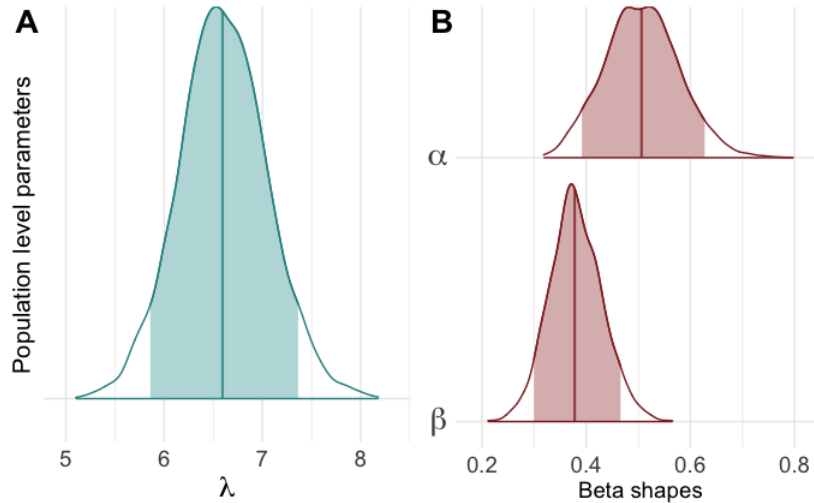 A
Population level parameters
5 6 7 8
λ
B
α
β
0.2 0.4 0.6 0.8
Beta shapes